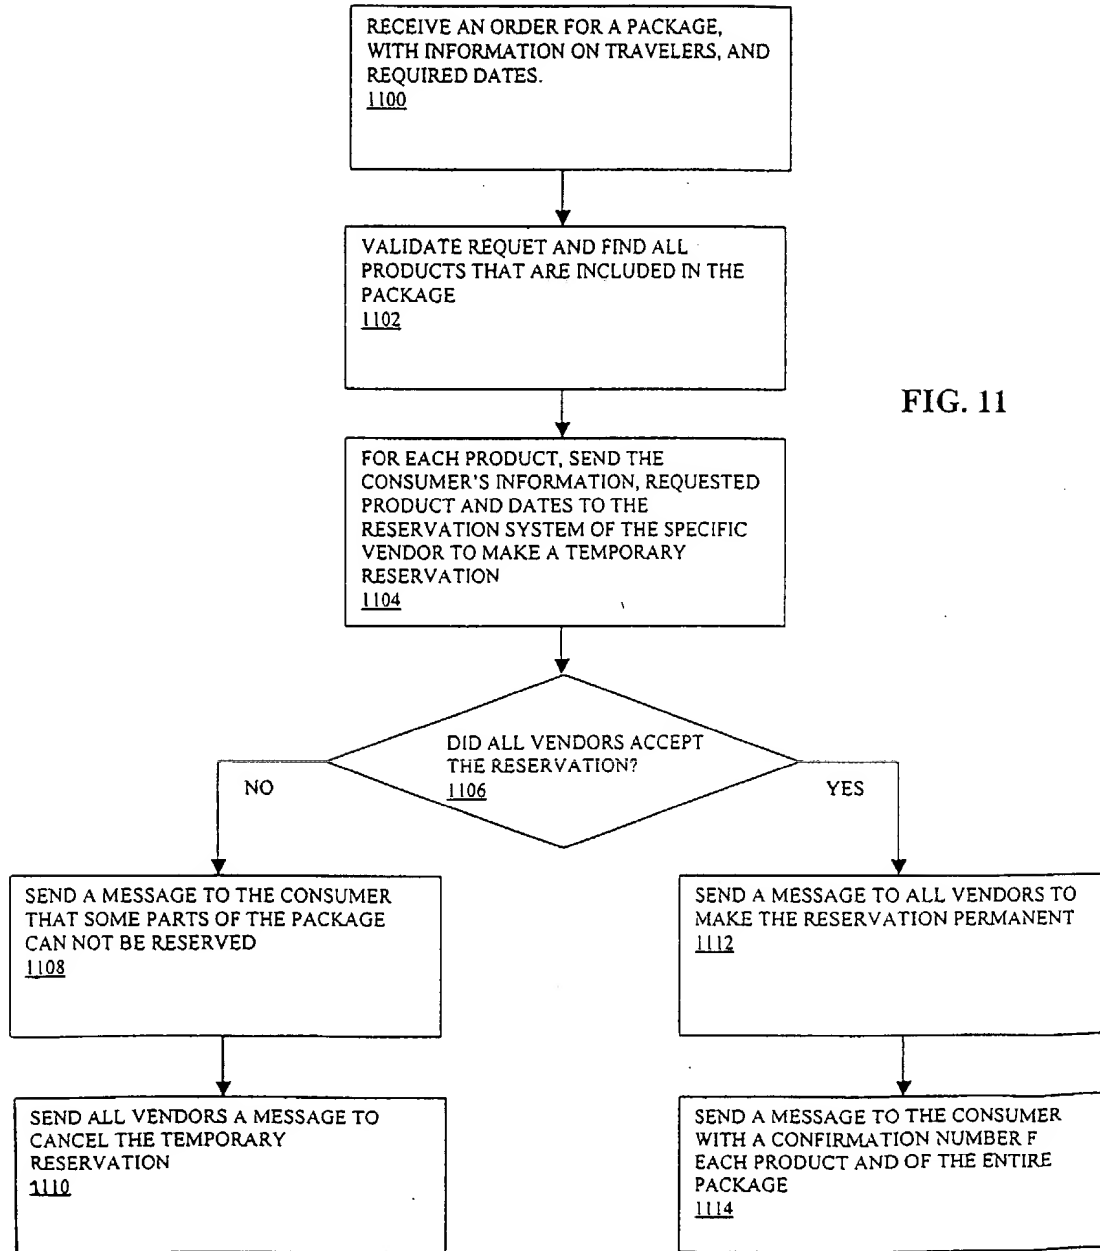 RECEIVE AN ORDER FOR A PACKAGE,
WITH INFORMATION ON TRAVELERS, AND
REQUIRED DATES.
1100
VALIDATE REQUET AND FIND ALL
PRODUCTS THAT ARE INCLUDED IN THE
PACKAGE
1102
FIG. 11
FOR EACH PRODUCT, SEND THE
CONSUMER'S INFORMATION, REQUESTED
PRODUCT AND DATES TO THE
RESERVATION SYSTEM OF THE SPECIFIC
VENDOR TO MAKE A TEMPORARY
RESERVATION
1104
DID ALL VENDORS ACCEPT
THE RESERVATION?
1106
NO
YES
SEND A MESSAGE TO THE CONSUMER
THAT SOME PARTS OF THE PACKAGE
CAN NOT BE RESERVED
1108
SEND A MESSAGE TO ALL VENDORS TO
MAKE THE RESERVATION PERMANENT
1112
SEND ALL VENDORS A MESSAGE TO
CANCEL THE TEMPORARY
RESERVATION
1110
SEND A MESSAGE TO THE CONSUMER
WITH A CONFIRMATION NUMBER F
EACH PRODUCT AND OF THE ENTIRE
PACKAGE
1114